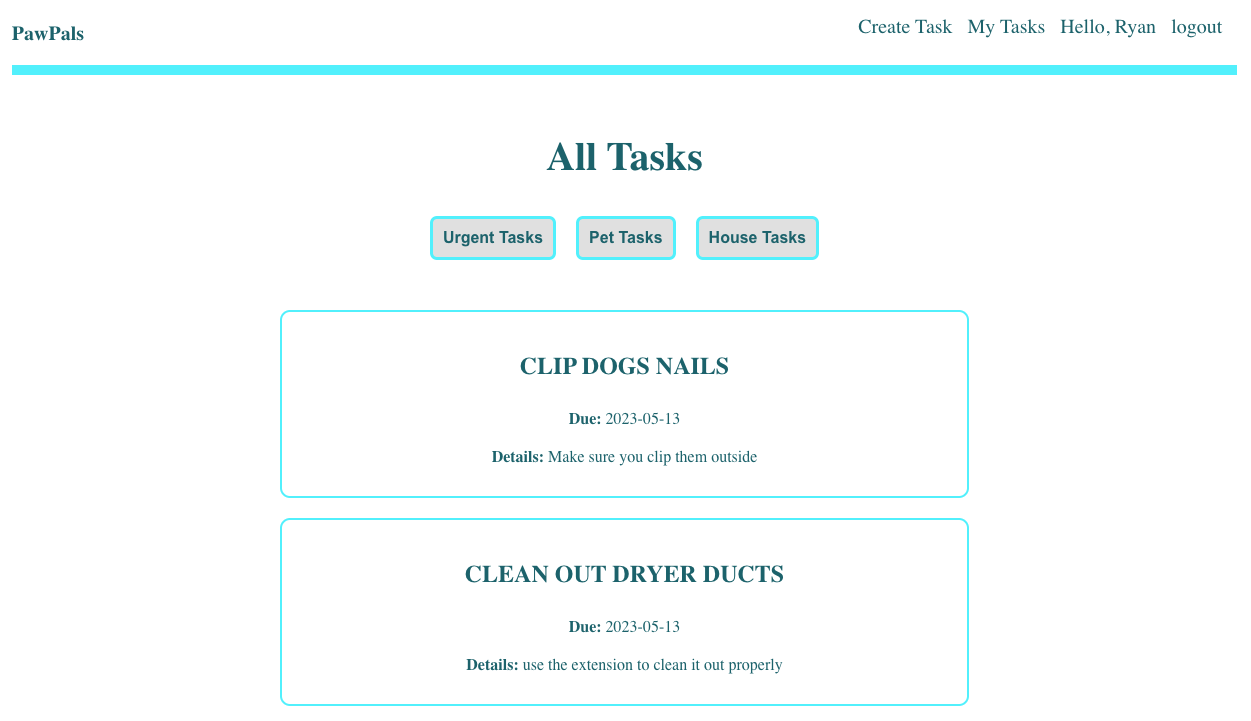 PawPals
Create Task My Tasks Hello, Ryan logout
All Tasks
Urgent Tasks Pet Tasks House Tasks
CLIP DOGS NAILS
Due: 2023-05-13
Details: Make sure you clip them outside
CLEAN OUT DRYER DUCTS
Due: 2023-05-13
Details: use the extension to clean it out properly